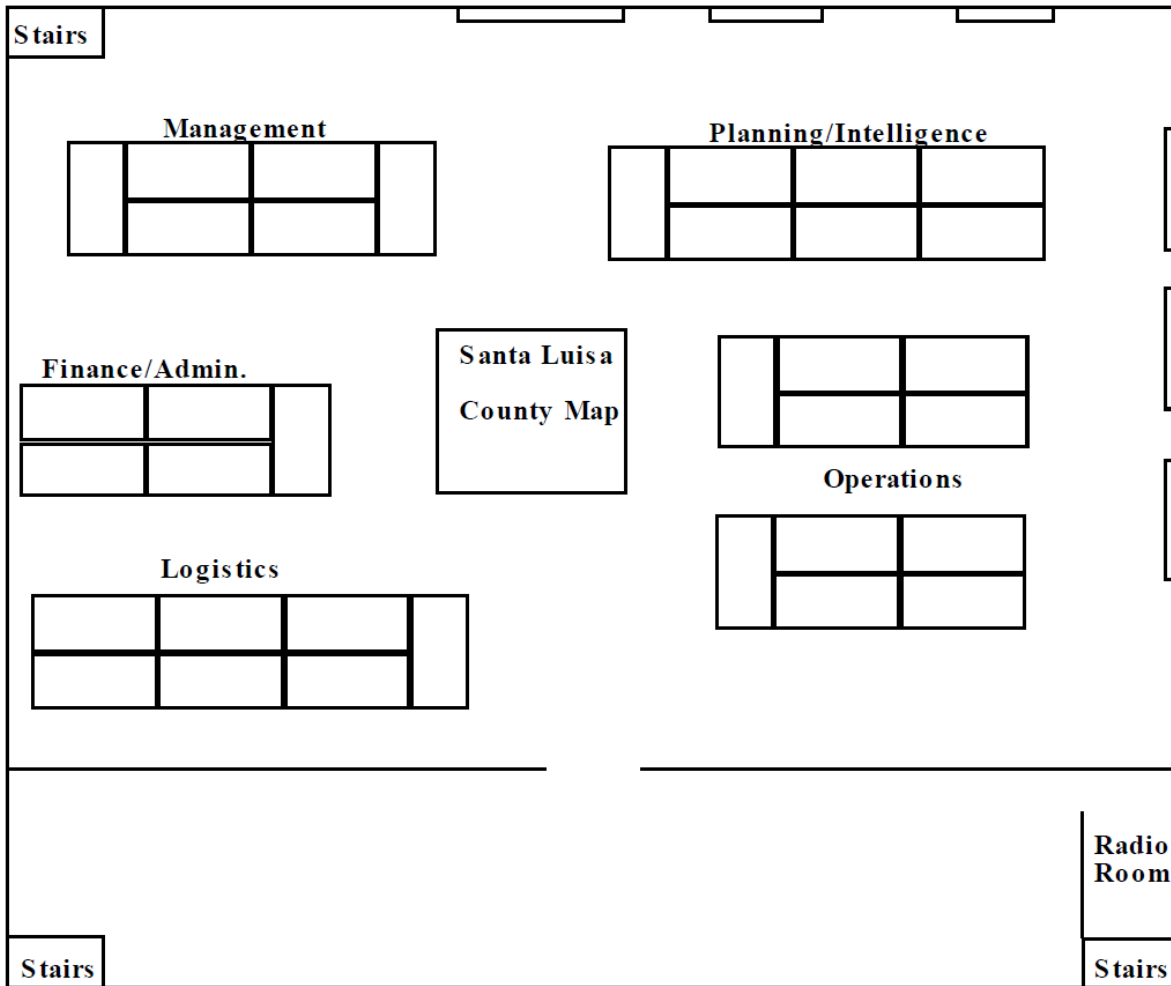 Stairs
Management
Planning/Intelligence
Santa Luisa
County Map
Finance/Admin.
Operations
Logistics
Radio
Room
Stairs
Stairs